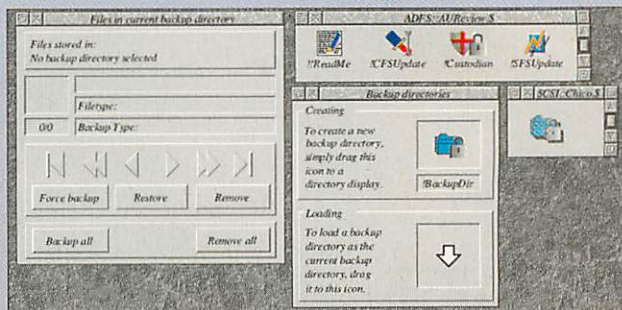 Files in current backup directory
Files stored in:
No backup directory selected
Filetype:
0/0
Backup Type:
Force backup
Restore
Remove
Backup all
Remove all
ADFS::AUReview.$
!!ReadMe
!CFSUpdate
!Custodian
!SFSUpdate
Backup directories
Creating
To create a new
backup directory,
simply drag this
icon to a
directory display.
!BackupDir
Loading
To load a backup
directory as the
current backup
directory, drag
it to this icon.
SCSI::Chico.$